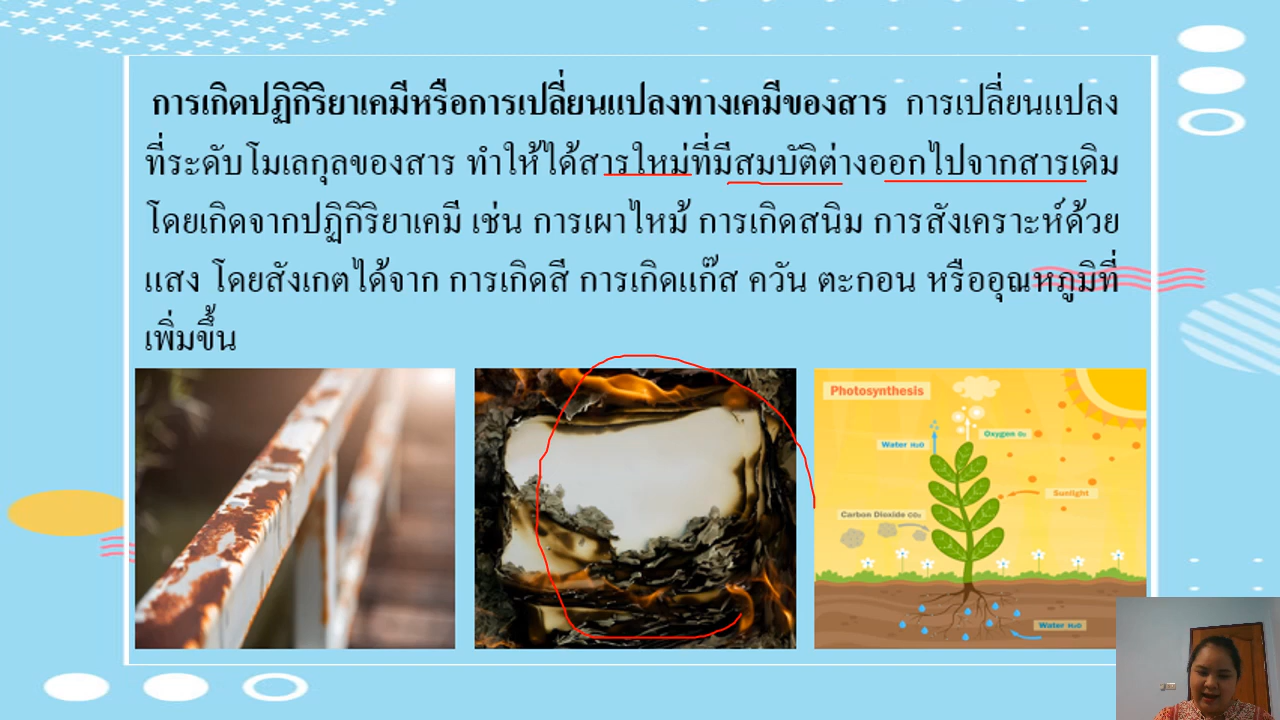 การเกิดปฏิกิริยาเคมีหรือการเปลี่ยนแปลงทางเคมีของสาร การเปลี่ยนแปลง
ที่ระดับโมเลกุลของสาร ทำให้ได้สารใหม่ที่มีสมบัติต่างออกไปจากสารเดิม
โดยเกิดจากปฏิกิริยาเคมี เช่น การเผาไหม้ การเกิดสนิม การสังเคราะห์ด้วย
แสง โดยสังเกตได้จาก การเกิดสี การเกิดแก๊ส ควัน ตะกอน หรืออุณหภูมิที่
เพิ่มขึ้น
Photosynthesis
Oxygen O₂
Water H₂O
Sunlight
Carbon Dioxide CO₂
Water H₂O